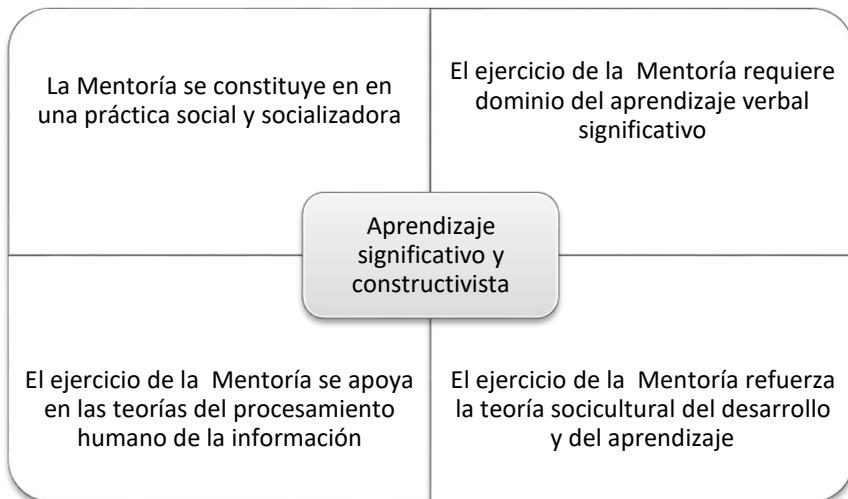 La Mentoría se constituye en en
una práctica social y socializadora
El ejercicio de la  Mentoría requiere
dominio del aprendizaje verbal
significativo
Aprendizaje
significativo y
constructivista
El ejercicio de la  Mentoría se apoya
en las teorías del procesamiento
humano de la información
El ejercicio de la  Mentoría refuerza
la teoría socicultural del desarrollo
y del aprendizaje